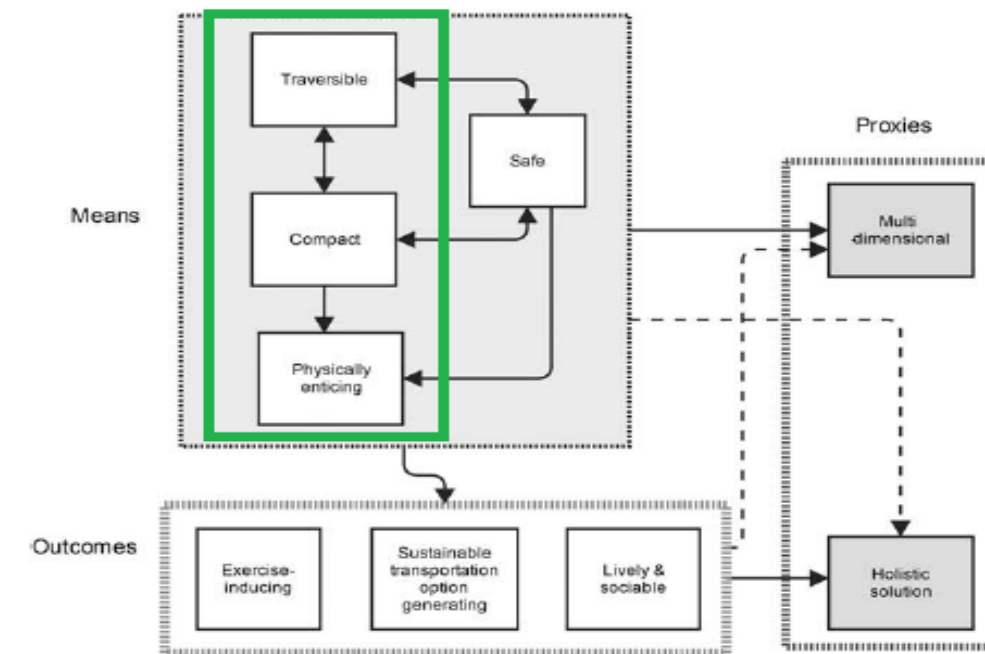 Traversible
Safe
Proxies
Means
Compact
Multi
-dimensional
Physically
enticing
Outcomes
Exercise-
inducing
Sustainable
transportation
option
generating
Lively &
sociable
Holistic
solution